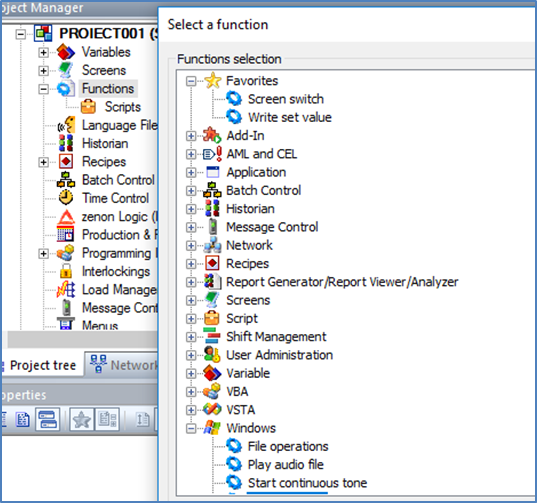 Project Manager
PROIECT001 (S
Variables
Screens
Functions
Scripts
Language File
Historian
Recipes
Batch Control
Time Control
zenon Logic (I
Production & F
Programming I
Interlockings
Load Manage
Message Cont
Menus
Project tree
Network
roperties
Select a function
Functions selection
Favorites
Screen switch
Write set value
Add-In
AML and CEL
Application
Batch Control
Historian
Message Control
Network
Recipes
Report Generator/Report Viewer/Analyzer
Screens
Script
Shift Management
User Administration
Variable
VBA
VSTA
Windows
File operations
Play audio file
Start continuous tone